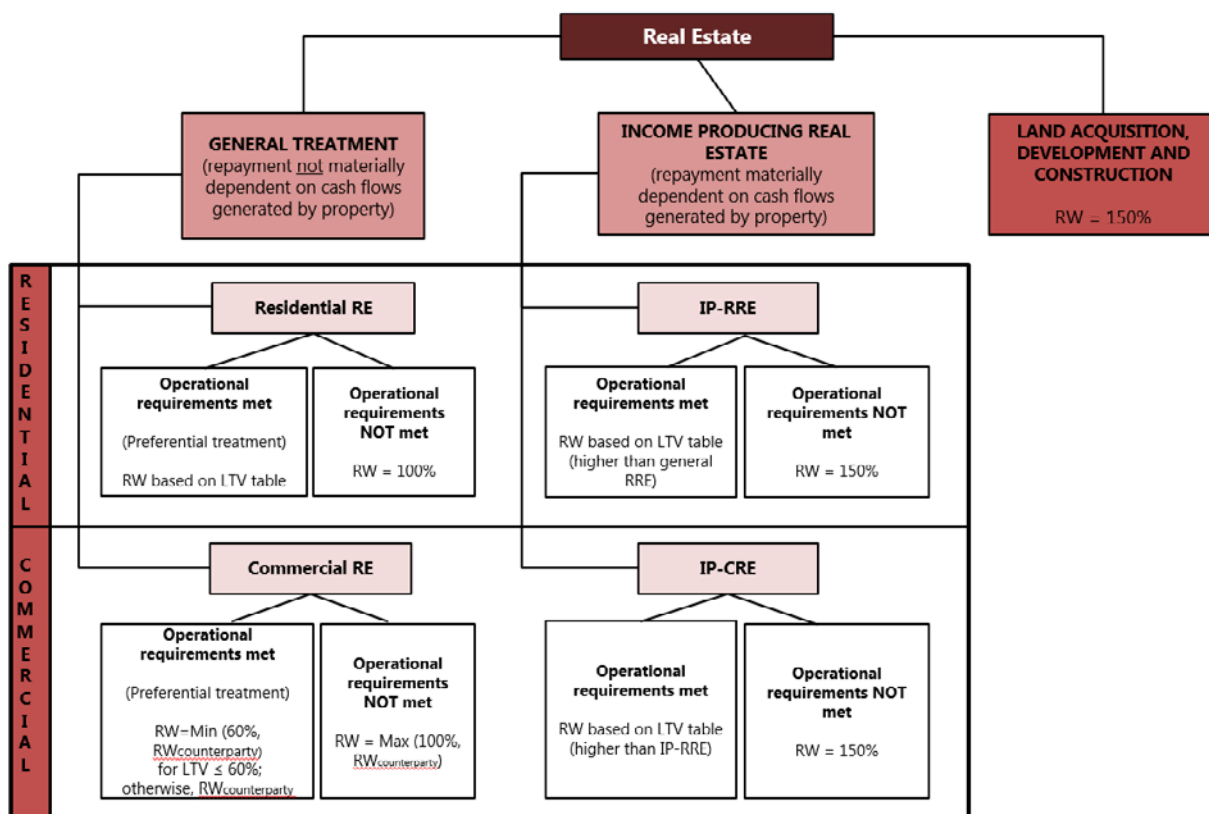 Real Estate
GENERAL TREATMENT
(repayment not materially
dependent on cash flows
generated by property)
INCOME PRODUCING REAL
ESTATE
(repayment materially
dependent on cash flows
generated by property)
LAND ACQUISITION,
DEVELOPMENT AND
CONSTRUCTION
RW = 150%
RESIDENTIAL
Residential RE
Operational
requirements met
(Preferential treatment)
RW based on LTV table
Operational
requirements
NOT met
RW = 100%
IP-RRE
Operational
requirements met
RW based on LTV table
(higher than general
RRE)
Operational
requirements NOT
met
RW = 150%
COMMERCIAL
Commercial RE
Operational
requirements met
(Preferential treatment)
RW=Min (60%,
RWcounterparty)
for LTV ≤ 60%;
otherwise, RWcounterparty
Operational
requirements
NOT met
RW = Max (100%,
RWcounterparty)
IP-CRE
Operational
requirements met
RW based on LTV table
(higher than IP-RRE)
Operational
requirements NOT
met
RW = 150%